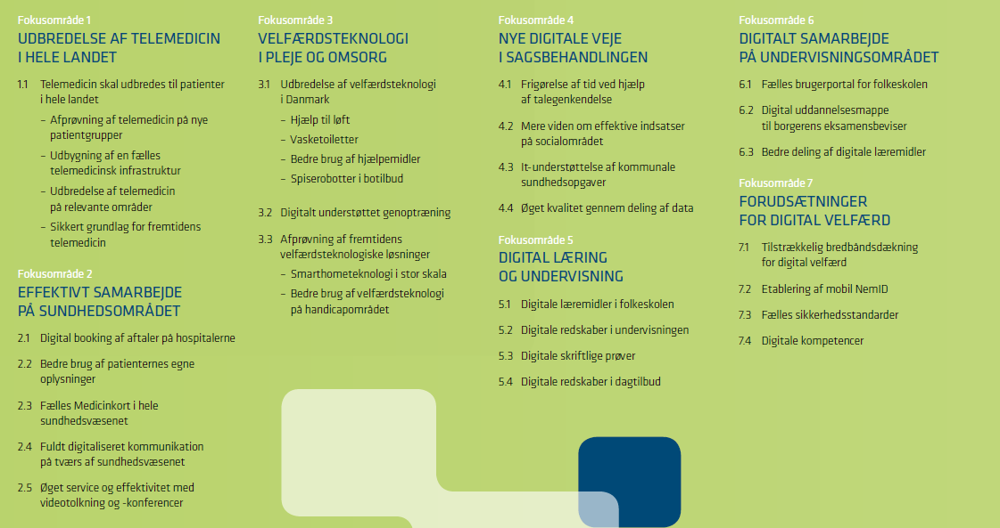 Fokusområde 1
UDBREDELSE AF TELEMEDICIN
I HELE LANDET
1.1 Telemedicin skal udbredes til patienter
i hele landet
– Afprøvning af telemedicin på nye
patientgrupper
– Udbygning af en fælles
telemedicinsk infrastruktur
– Udbredelse af telemedicin
på relevante områder
– Sikkert grundlag for fremtidens
telemedicin
Fokusområde 2
EFFEKTIVT SAMARBEJDE
PÅ SUNDHEDSOMRÅDET
2.1 Digital booking af aftaler på hospitalerne
2.2 Bedre brug af patienternes egne
oplysninger
2.3 Fælles Medicinkort i hele
sundhedsvæsenet
2.4 Fuldt digitaliseret kommunikation
på tværs af sundhedsvæsenet
2.5 Øget service og effektivitet med
videotolkning og -konferencer
Fokusområde 3
VELFÆRDSTEKNOLOGI
I PLEJE OG OMSORG
3.1 Udbredelse af velfærdsteknologi
i Danmark
– Hjælp til løft
– Vasketoiletter
– Bedre brug af hjælpemidler
– Spiserobotter i botilbud
3.2 Digitalt understøttet genoptræning
3.3 Afprøvning af fremtidens
velfærdsteknologiske løsninger
– Smarthometeknologi i stor skala
– Bedre brug af velfærdsteknologi
på handicapområdet
Fokusområde 4
NYE DIGITALE VEJE
I SAGSBEHANDLINGEN
4.1 Frigørelse af tid ved hjælp
af talegenkendelse
4.2 Mere viden om effektive indsatser
på socialområdet
4.3 It-understøttelse af kommunale
sundhedsopgaver
4.4 Øget kvalitet gennem deling af data
Fokusområde 5
DIGITAL LÆRING
OG UNDERVISNING
5.1 Digitale læremidler i folkeskolen
5.2 Digitale redskaber i undervisningen
5.3 Digitale skriftlige prøver
5.4 Digitale redskaber i dagtilbud
Fokusområde 6
DIGITALT SAMARBEJDE
PÅ UNDERVISNINGSOMRÅDET
6.1 Fælles brugerportal for folkeskolen
6.2 Digital uddannelsesmappe
til borgerens eksamensbeviser
6.3 Bedre deling af digitale læremidler
Fokusområde 7
FORUDSÆTNINGER
FOR DIGITAL VELFÆRD
7.1 Tilstrækkelig bredbåndsdækning
for digital velfærd
7.2 Etablering af mobil NemID
7.3 Fælles sikkerhedsstandarder
7.4 Digitale kompetencer